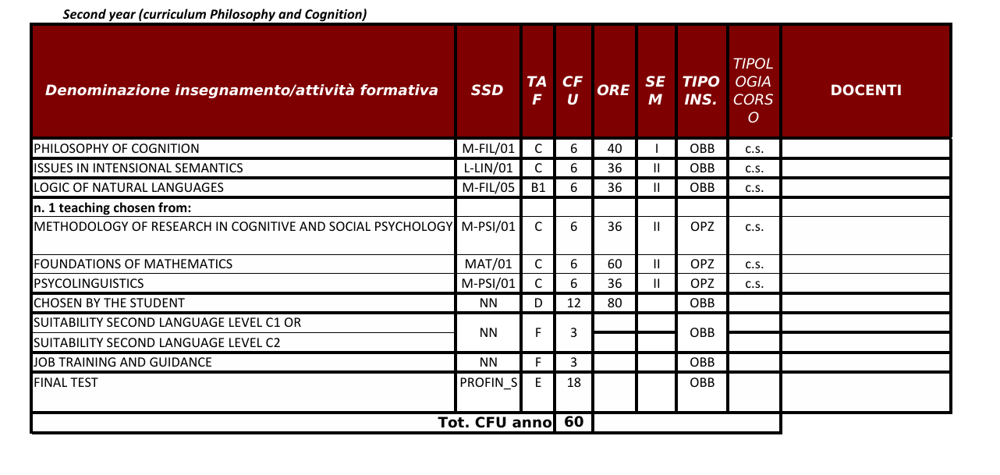 Second year (curriculum Philosophy and Cognition)
Denominazione insegnamento/attività formativa SSD TA F CF U ORE SE M TIPO INS. TIPOL OGIA CORS O DOCENTI
PHILOSOPHY OF COGNITION M-FIL/01 C 6 40 I OBB c.s.
ISSUES IN INTENSIONAL SEMANTICS L-LIN/01 C 6 36 II OBB c.s.
LOGIC OF NATURAL LANGUAGES M-FIL/05 B1 6 36 II OBB c.s.
n. 1 teaching chosen from:
METHODOLOGY OF RESEARCH IN COGNITIVE AND SOCIAL PSYCHOLOGY M-PSI/01 C 6 36 II OPZ c.s.
FOUNDATIONS OF MATHEMATICS MAT/01 C 6 60 II OPZ c.s.
PSYCOLINGUISTICS M-PSI/01 C 6 36 II OPZ c.s.
CHOSEN BY THE STUDENT NN D 12 80 OBB
SUITABILITY SECOND LANGUAGE LEVEL C1 OR
NN F 3 OBB
SUITABILITY SECOND LANGUAGE LEVEL C2
JOB TRAINING AND GUIDANCE NN F 3 OBB
FINAL TEST PROFIN_S E 18 OBB
Tot. CFU anno 60